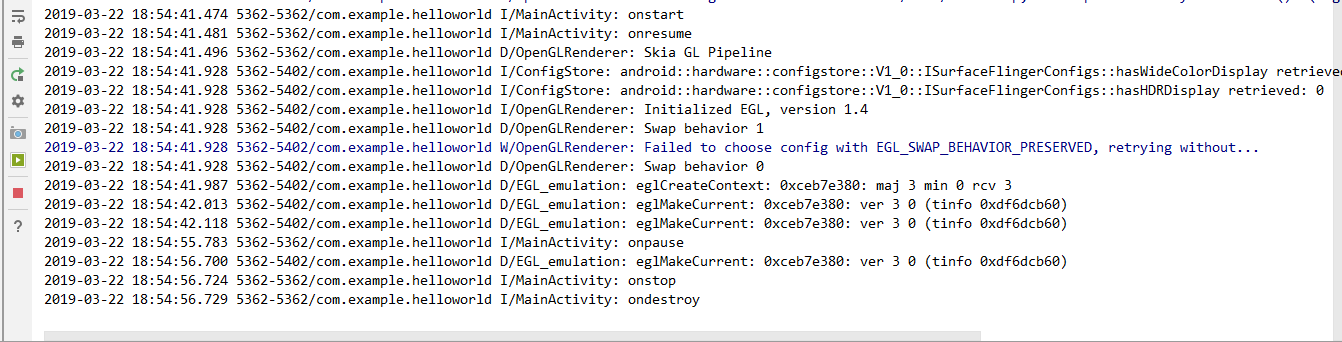 2019-03-22 18:54:41.474 5362-5362/com.example.helloworld I/MainActivity: onstart
2019-03-22 18:54:41.481 5362-5362/com.example.helloworld I/MainActivity: onresume
2019-03-22 18:54:41.496 5362-5362/com.example.helloworld D/OpenGLRenderer: Skia GL Pipeline
2019-03-22 18:54:41.928 5362-5402/com.example.helloworld I/ConfigStore: android::hardware::configstore::V1_0::ISurfaceFlingerConfigs::hasWideColorDisplay retrieve
2019-03-22 18:54:41.928 5362-5402/com.example.helloworld I/ConfigStore: android::hardware::configstore::V1_0::ISurfaceFlingerConfigs::hasHDRDisplay retrieved: 0
2019-03-22 18:54:41.928 5362-5402/com.example.helloworld I/OpenGLRenderer: Initialized EGL, version 1.4
2019-03-22 18:54:41.928 5362-5402/com.example.helloworld D/OpenGLRenderer: Swap behavior 1
2019-03-22 18:54:41.928 5362-5402/com.example.helloworld W/OpenGLRenderer: Failed to choose config with EGL_SWAP_BEHAVIOR_PRESERVED, retrying without...
2019-03-22 18:54:41.928 5362-5402/com.example.helloworld D/OpenGLRenderer: Swap behavior 0
2019-03-22 18:54:41.987 5362-5402/com.example.helloworld D/EGL_emulation: eglCreateContext: 0xceb7e380: maj 3 min 0 rcv 3
2019-03-22 18:54:42.013 5362-5402/com.example.helloworld D/EGL_emulation: eglMakeCurrent: 0xceb7e380: ver 3 0 (tinfo 0xdf6dcb60)
2019-03-22 18:54:42.118 5362-5402/com.example.helloworld D/EGL_emulation: eglMakeCurrent: 0xceb7e380: ver 3 0 (tinfo 0xdf6dcb60)
2019-03-22 18:54:55.783 5362-5362/com.example.helloworld I/MainActivity: onpause
2019-03-22 18:54:56.700 5362-5402/com.example.helloworld D/EGL_emulation: eglMakeCurrent: 0xceb7e380: ver 3 0 (tinfo 0xdf6dcb60)
2019-03-22 18:54:56.724 5362-5362/com.example.helloworld I/MainActivity: onstop
2019-03-22 18:54:56.729 5362-5362/com.example.helloworld I/MainActivity: ondestroy